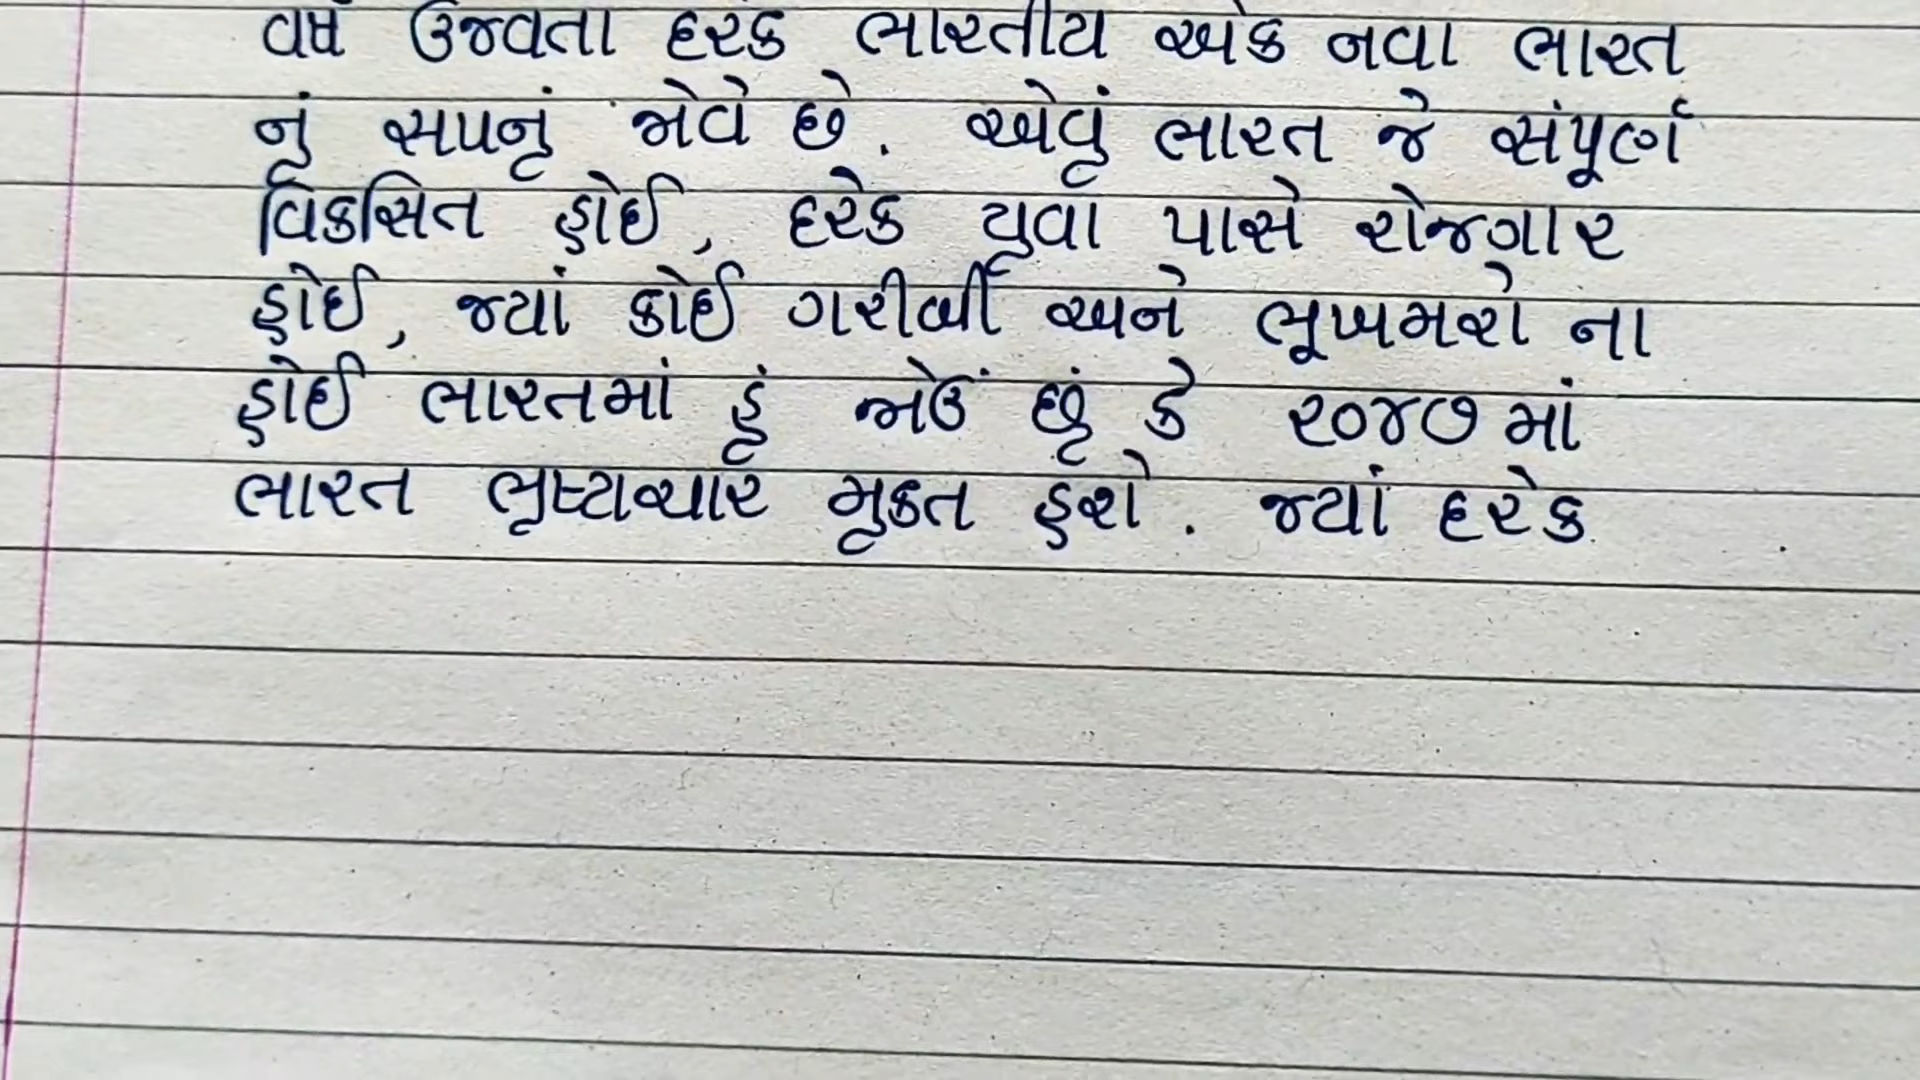 વર્ષ ઉજવતા દરેક ભારતીય એક નવા ભારત
નું સપનું જોવે છે. એવું ભારત જે સંપૂર્ણ
વિકસિત હોઈ, દરેક યુવા પાસે રોજગાર
હોઈ, જ્યાં કોઈ ગરીબી અને ભૂખમરો ના
હોઈ ભારતમાં હું જોઉં છું કે ૨૦૪૭ માં
ભારત ભ્રષ્ટાચાર મુક્ત હશે. જ્યાં દરેક